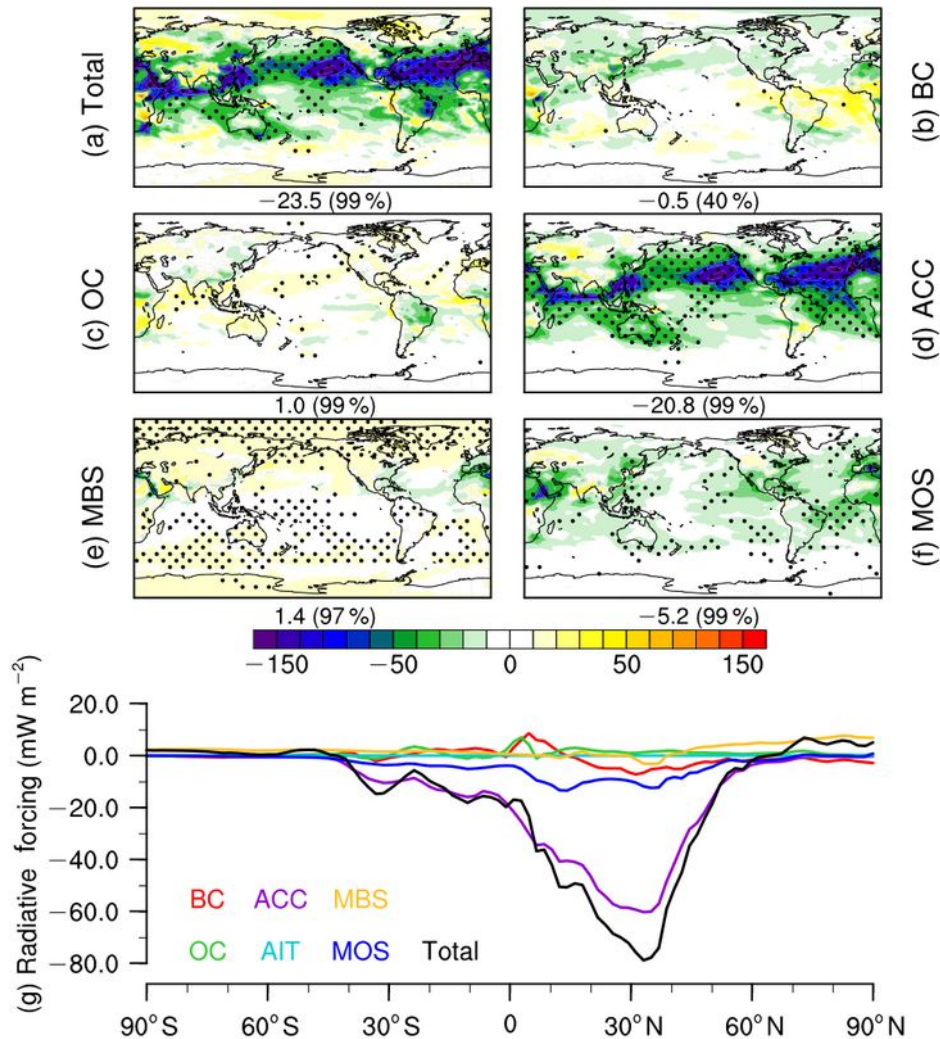 (a) Total
(b) BC
−23.5 (99 %)
−0.5 (40 %)
(c) OC
(d) ACC
1.0 (99 %)
−20.8 (99 %)
(e) MBS
(f) MOS
1.4 (97 %)
−5.2 (99 %)
−150 −50 0 50 150
(g) Radiative forcing (mW m−2)
20.0
0.0
−20.0
−40.0
−60.0
−80.0
BC ACC MBS
OC AIT MOS Total
90°S 60°S 30°S 0 30°N 60°N 90°N